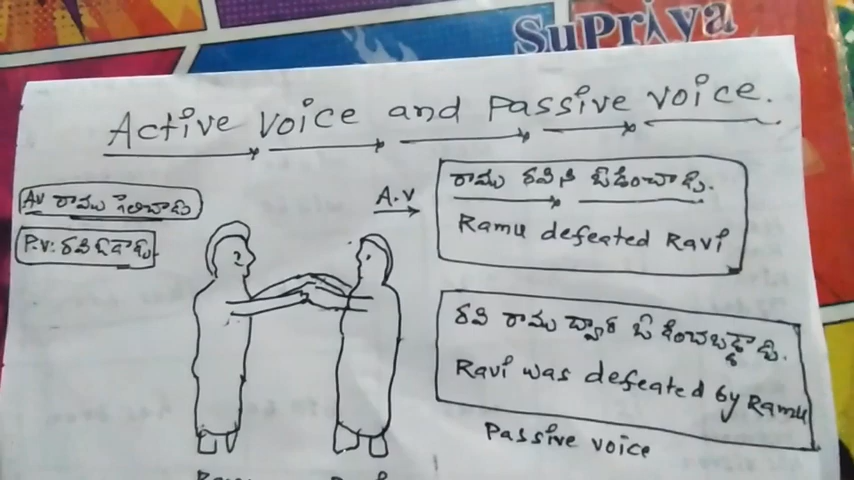 SuPriya
Active Voice and Passive voice.
AV రాము గెలిచాడు
P.V: రవి ఓడాడు.
A.V
రాము రవిని ఓడించాడు.
Ramu defeated Ravi
రవి రాము ద్వారా ఓడించబడ్డాడు.
Ravi was defeated by Ramu
Passive voice